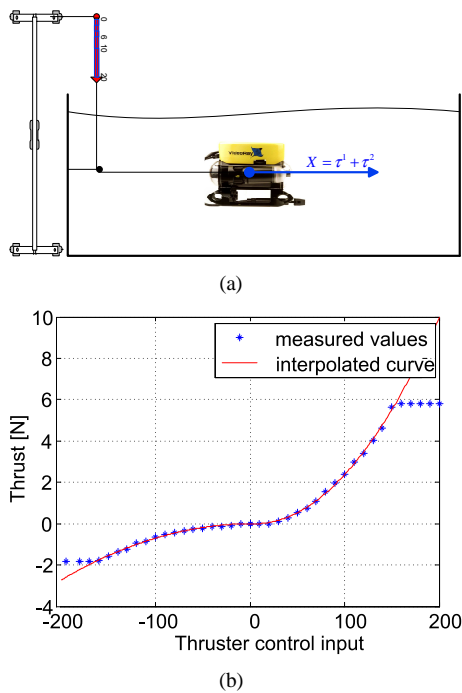 0
6
10
20
VideoRay
X = τ¹ + τ²
(a)
10
8
6
4
2
0
-2
-4
Thrust [N]
measured values
interpolated curve
-200 -100 0 100 200
Thruster control input
(b)